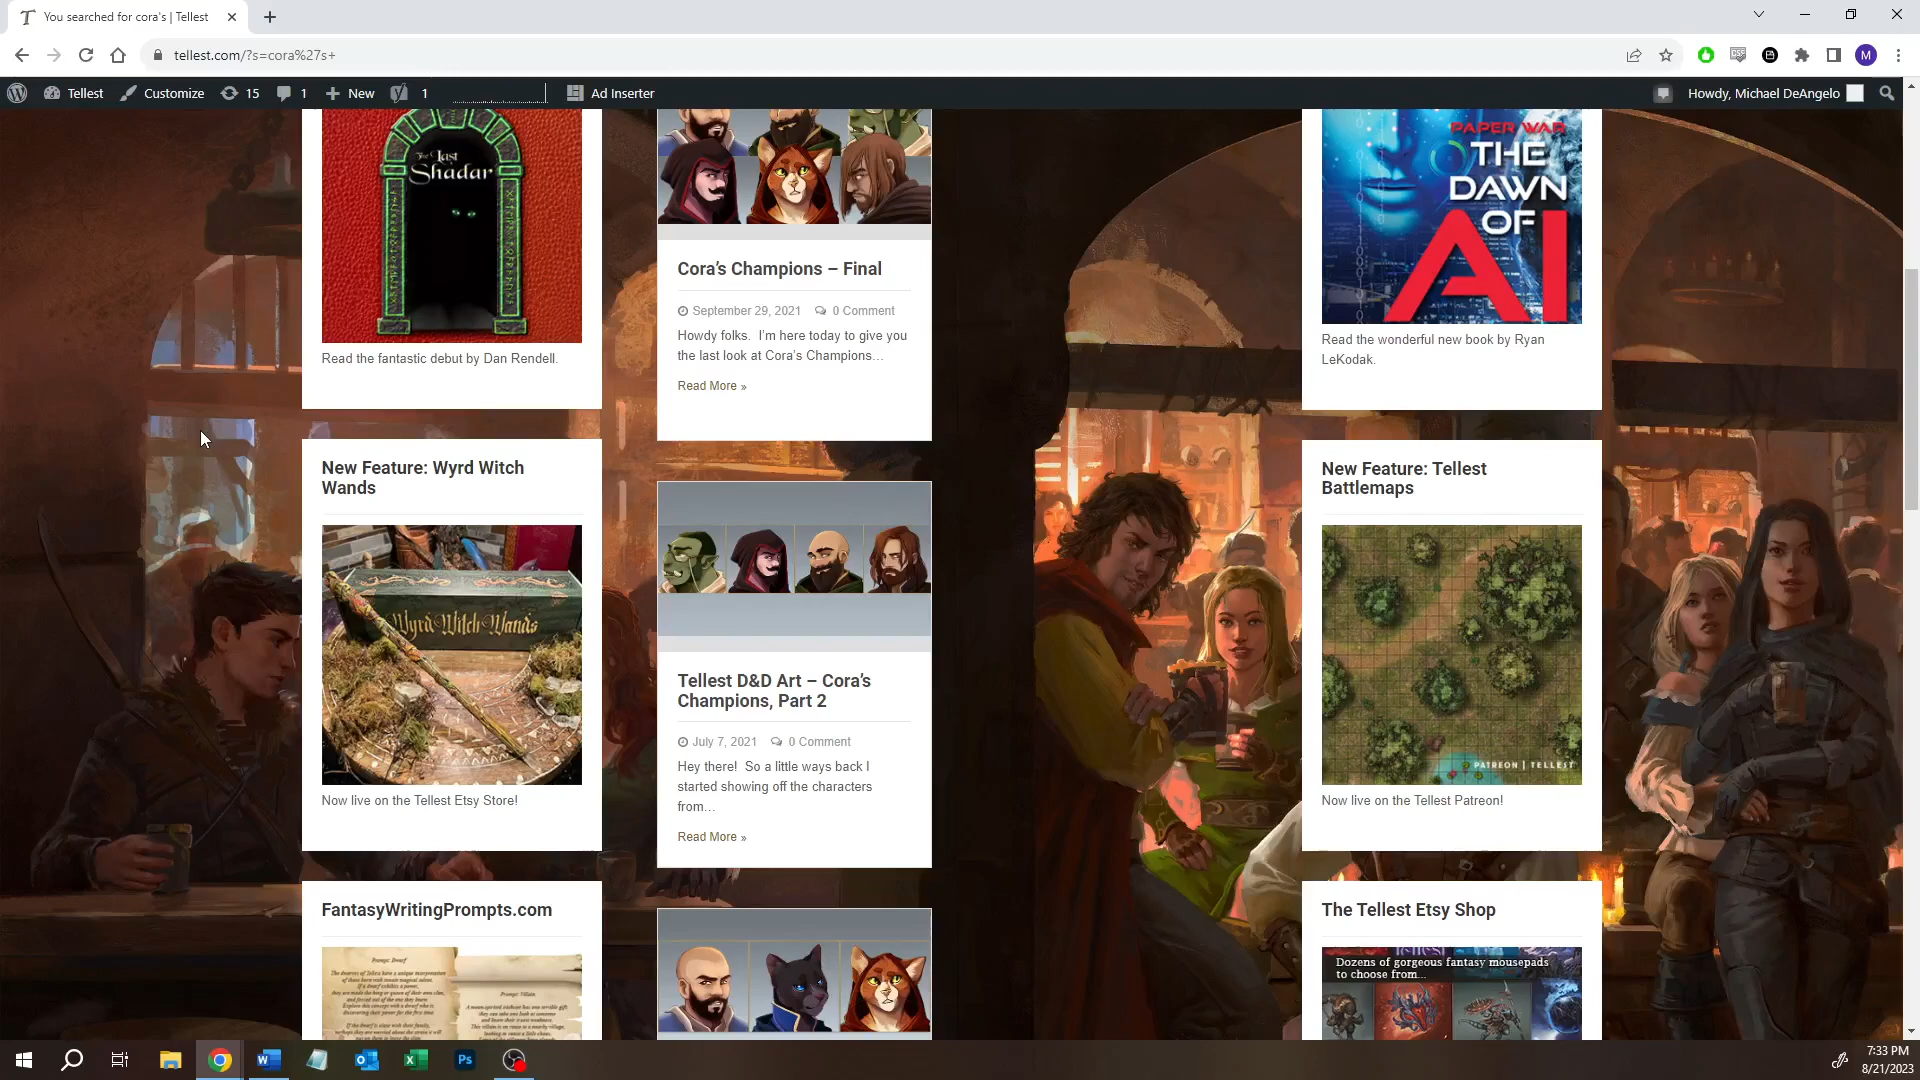 You searched for cora's | Tellest
tellest.com/?s=cora%27s+
Tellest
Customize
15
1
New
1
Ad Inserter
Howdy, Michael DeAngelo
The Last
Shadar
Read the fantastic debut by Dan Rendell.
New Feature: Wyrd Witch
Wands
Wyrd Witch Wands
Now live on the Tellest Etsy Store!
FantasyWritingPrompts.com
Prompt: Dwarf
Prompt: Villain
Cora's Champions – Final
September 29, 2021 0 Comment
Howdy folks. I'm here today to give you
the last look at Cora's Champions…
Read More »
Tellest D&D Art – Cora's
Champions, Part 2
July 7, 2021 0 Comment
Hey there! So a little ways back I
started showing off the characters
from…
Read More »
PAPER WAR
THE
DAWN
OF
AI
Read the wonderful new book by Ryan
LeKodak.
New Feature: Tellest
Battlemaps
PATREON | TELLEST
Now live on the Tellest Patreon!
The Tellest Etsy Shop
Dozens of gorgeous fantasy mousepads
to choose from...
7:33 PM
8/21/2023